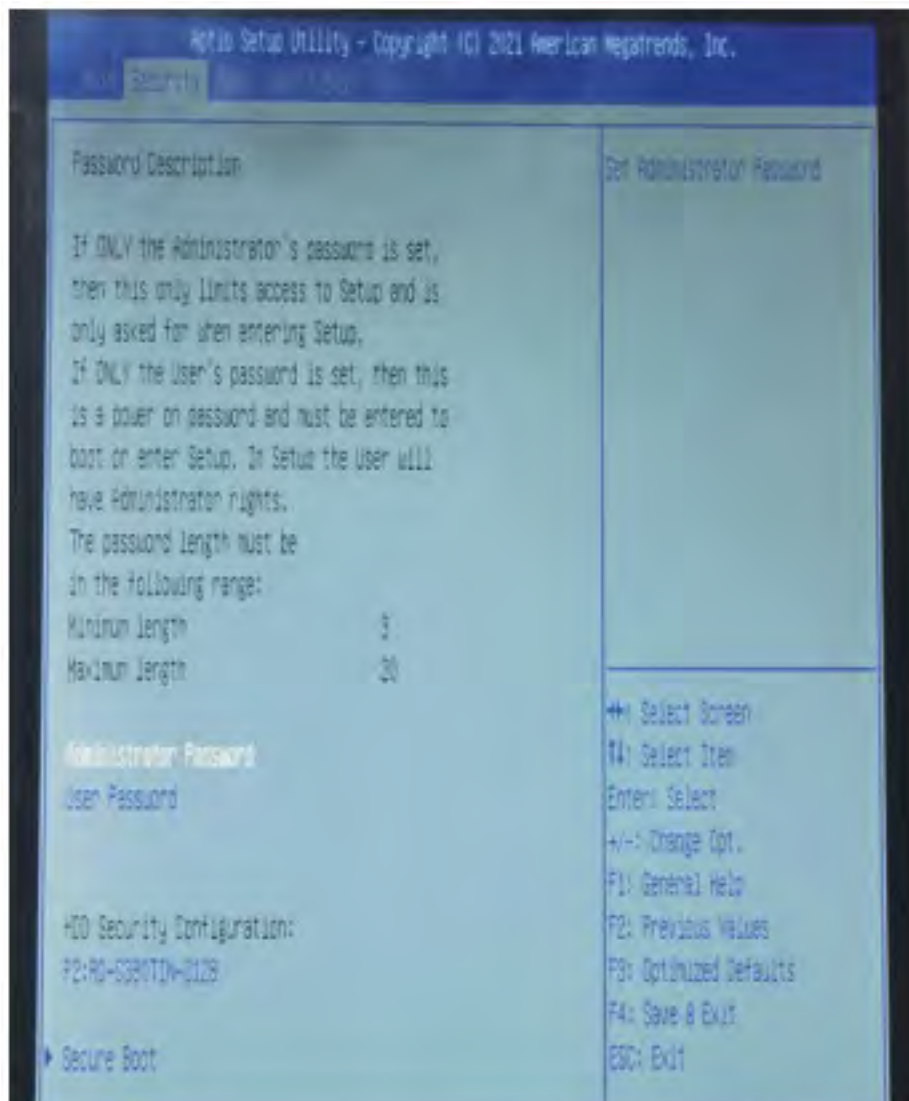 Aptio Setup Utility - Copyright (C) 2021 American Megatrends, Inc.
Security
Password Description
If ONLY the Administrator's password is set,
then this only limits access to Setup and is
only asked for when entering Setup.
If ONLY the User's password is set, then this
is a power on password and must be entered to
boot or enter Setup. In Setup the User will
have Administrator rights.
The password length must be
in the following range:
Minimum length 3
Maximum length 20
Administrator Password
User Password
HDD Security Configuration:
Secure Boot
Set Administrator Password
: Select Screen
: Select Item
Enter: Select
+/-: Change Opt.
F1: General Help
F2: Previous Values
F3: Optimized Defaults
F4: Save & Exit
ESC: Exit